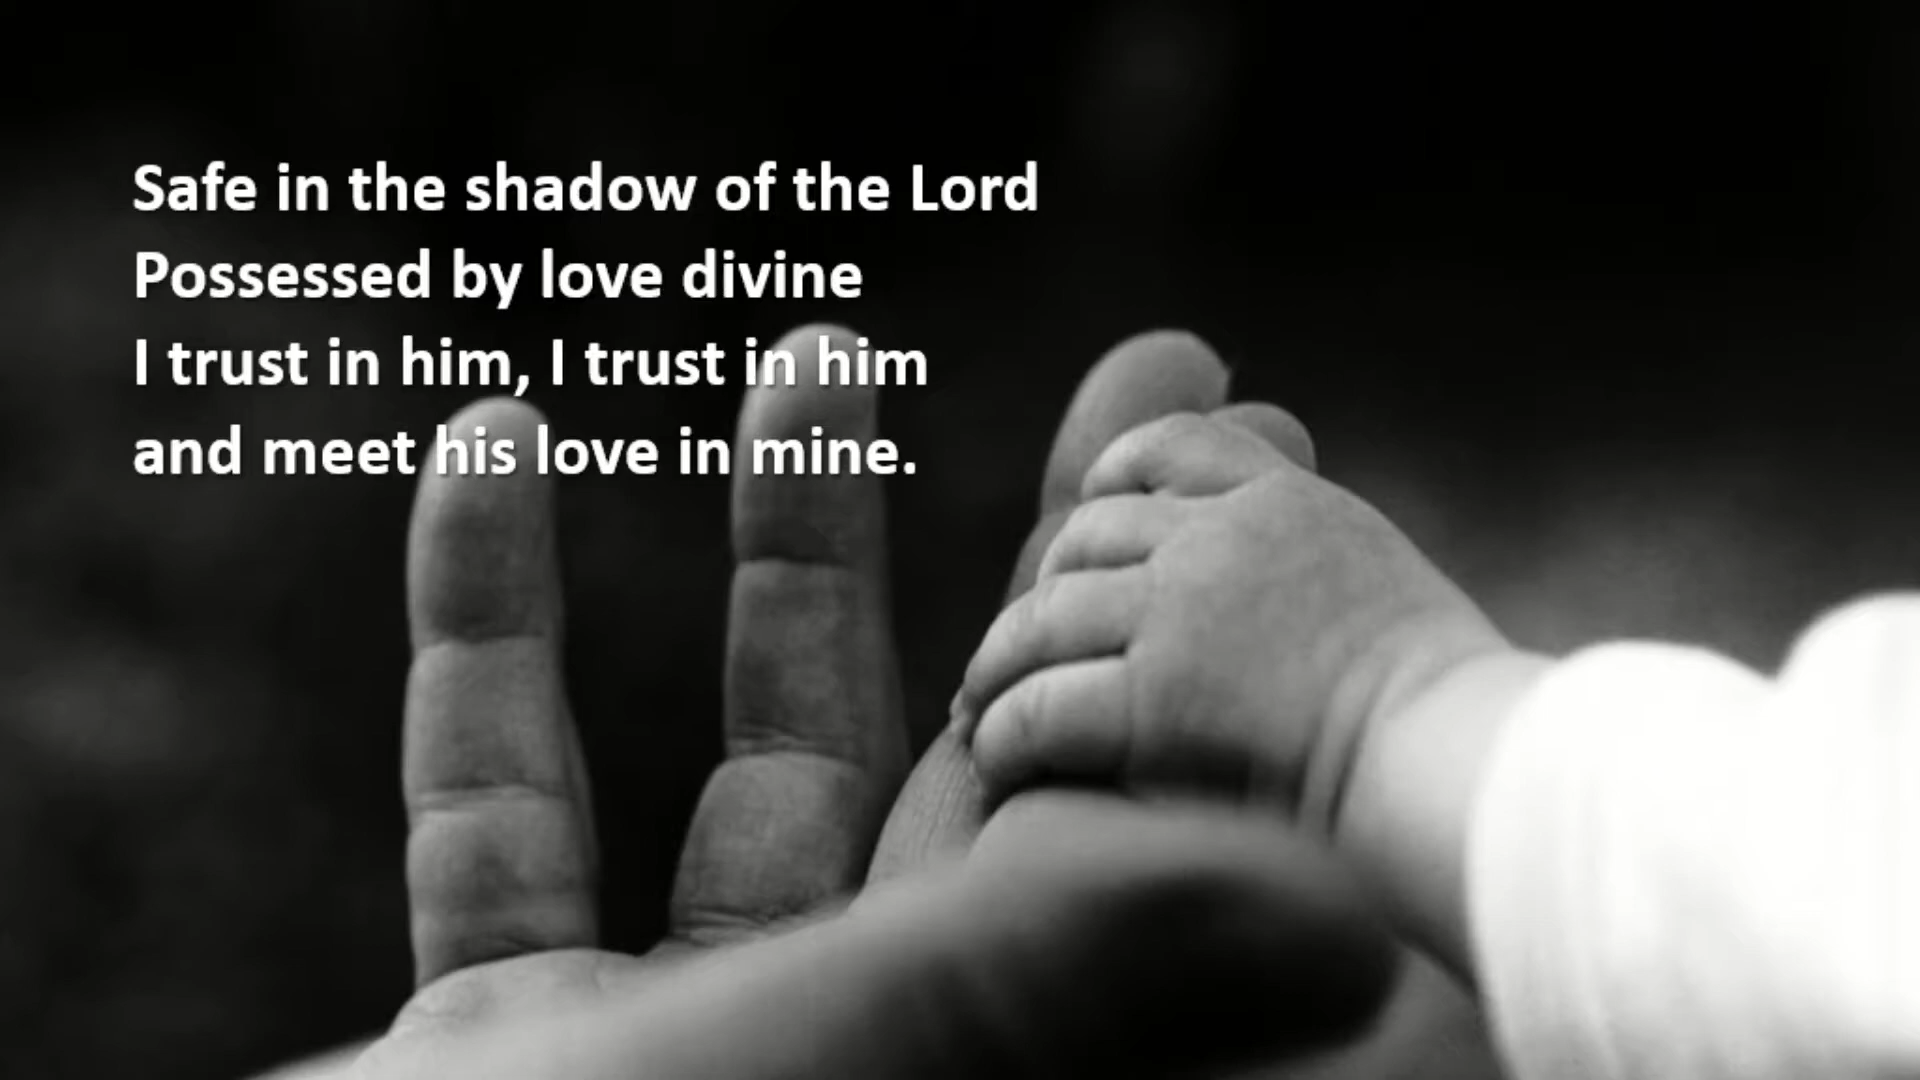 Safe in the shadow of the Lord
Possessed by love divine
I trust in him, I trust in him
and meet his love in mine.